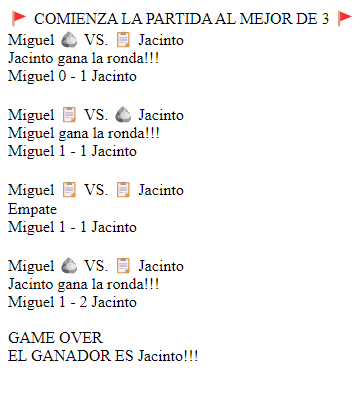 🚩 COMIENZA LA PARTIDA AL MEJOR DE 3 🚩
Miguel 🪨 VS. 📋 Jacinto
Jacinto gana la ronda!!!
Miguel 0 - 1 Jacinto
Miguel 📋 VS. 🪨 Jacinto
Miguel gana la ronda!!!
Miguel 1 - 1 Jacinto
Miguel 📋 VS. 📋 Jacinto
Empate
Miguel 1 - 1 Jacinto
Miguel 🪨 VS. 📋 Jacinto
Jacinto gana la ronda!!!
Miguel 1 - 2 Jacinto
GAME OVER
EL GANADOR ES Jacinto!!!